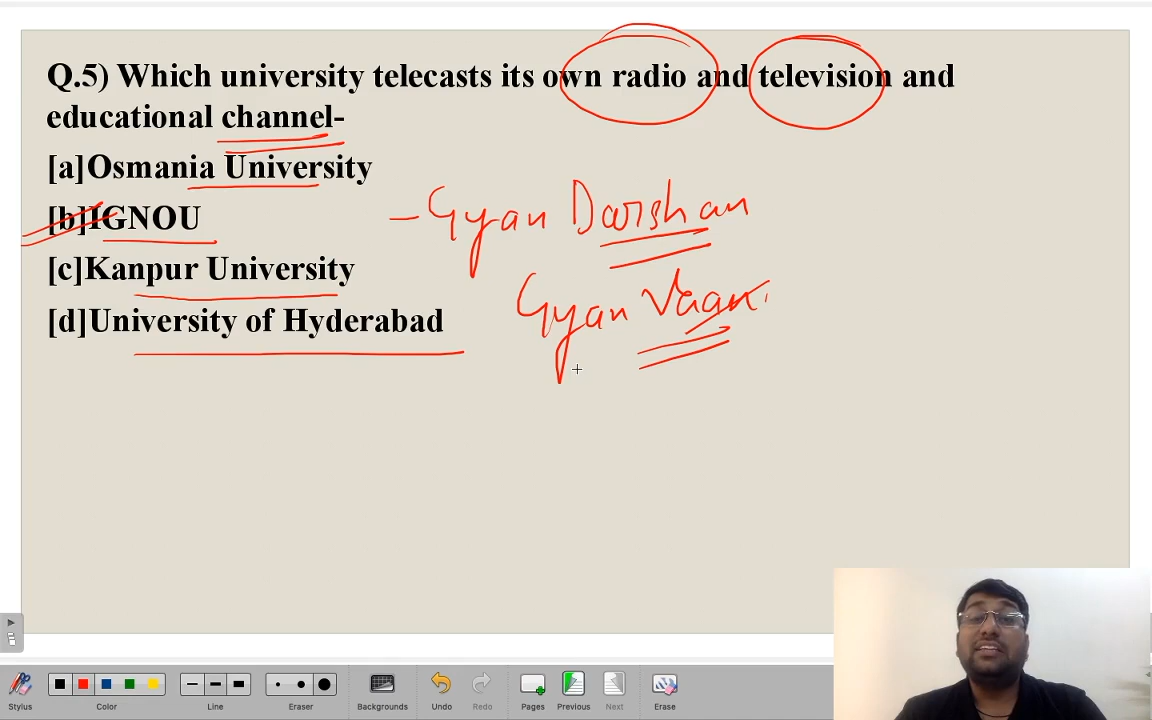 Q.5) Which university telecasts its own radio and television and
educational channel-
[a]Osmania University
[b]IGNOU
[c]Kanpur University
[d]University of Hyderabad
- Gyan Darshan
Gyan Vaani
Stylus
Color
Line
Eraser
Backgrounds
Undo
Redo
Pages
Previous
Next
Erase